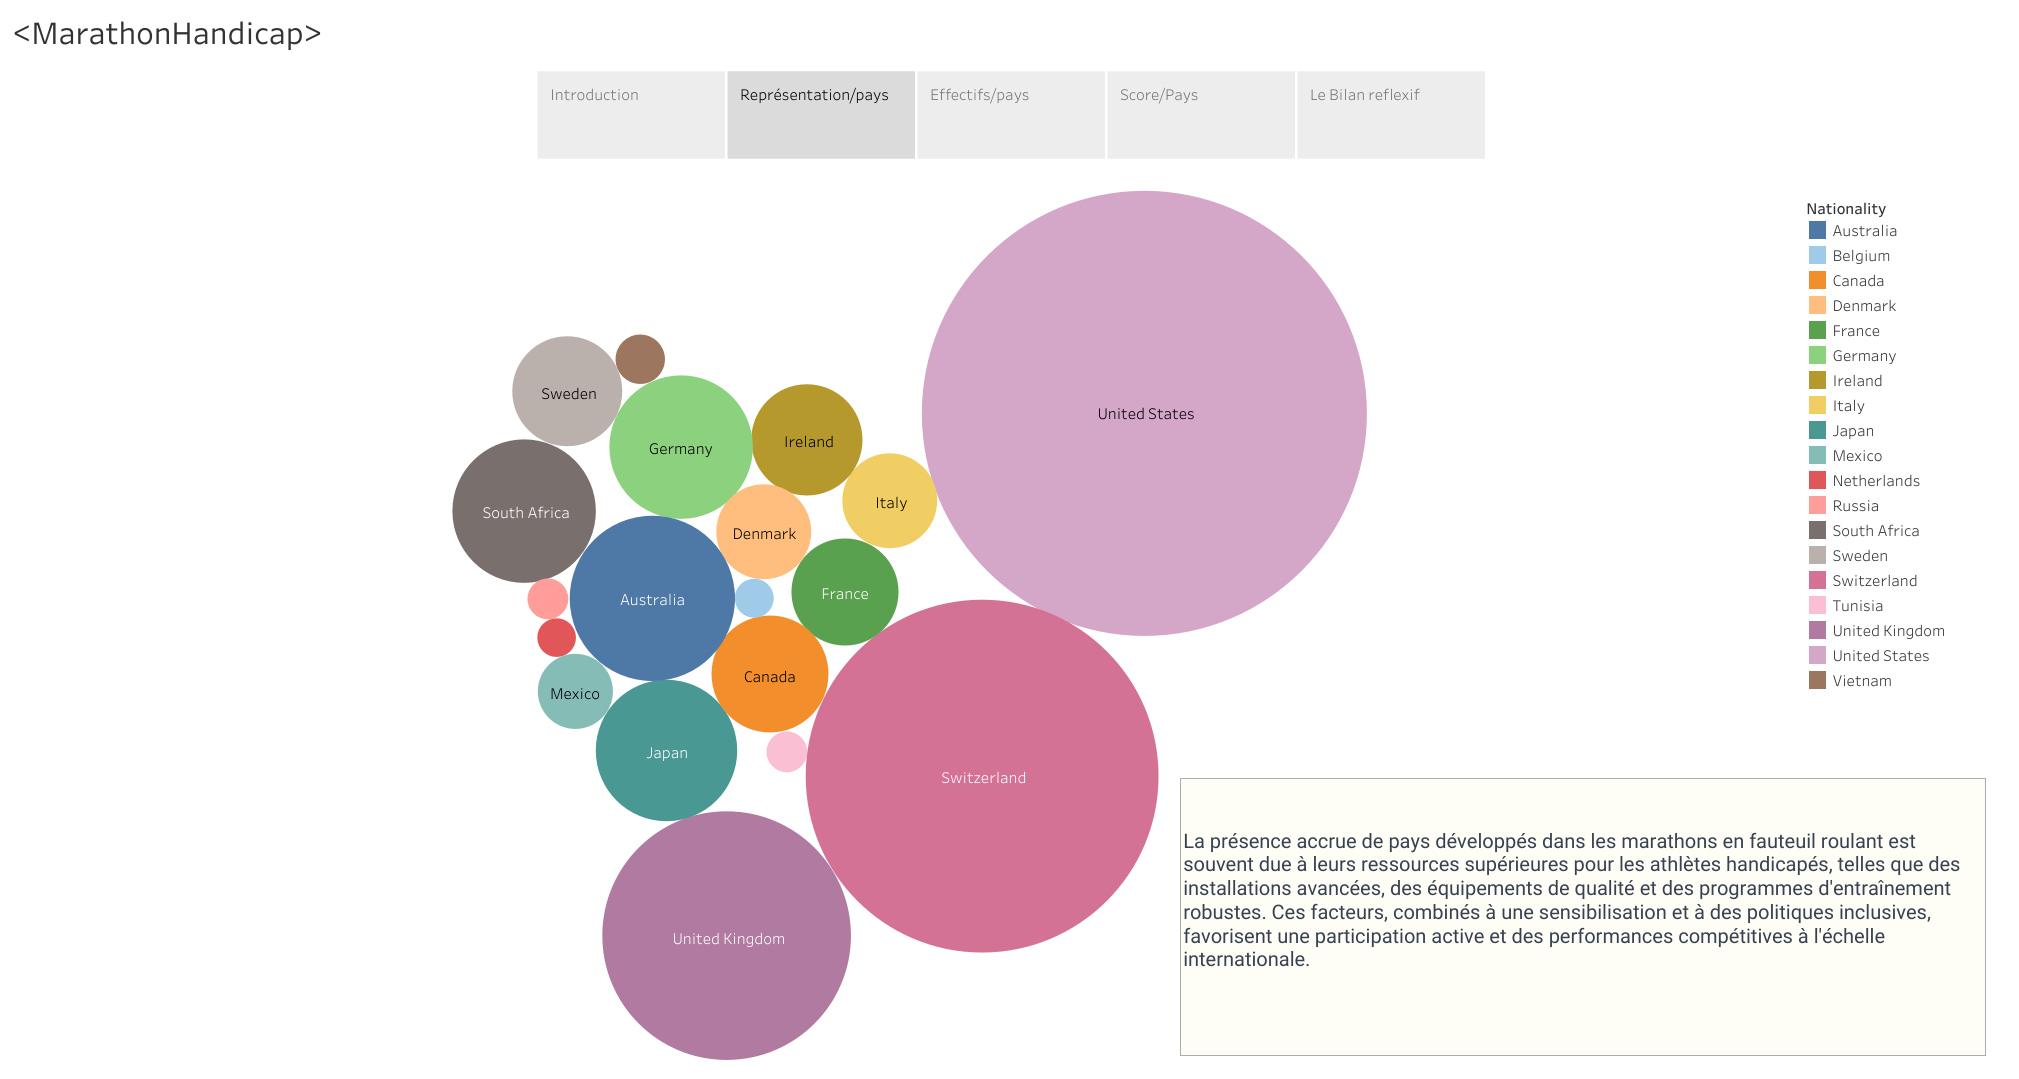 <MarathonHandicap>
Introduction
Représentation/pays
Effectifs/pays
Score/Pays
Le Bilan reflexif
Nationality
Australia
Belgium
Canada
Denmark
France
Germany
Ireland
Italy
Japan
Mexico
Netherlands
Russia
South Africa
Sweden
Switzerland
Tunisia
United Kingdom
United States
Vietnam
Sweden
United States
Ireland
Germany
Italy
South Africa
Denmark
France
Australia
Canada
Mexico
Japan
Switzerland
United Kingdom
La présence accrue de pays développés dans les marathons en fauteuil roulant est
souvent due à leurs ressources supérieures pour les athlètes handicapés, telles que des
installations avancées, des équipements de qualité et des programmes d'entraînement
robustes. Ces facteurs, combinés à une sensibilisation et à des politiques inclusives,
favorisent une participation active et des performances compétitives à l'échelle
internationale.